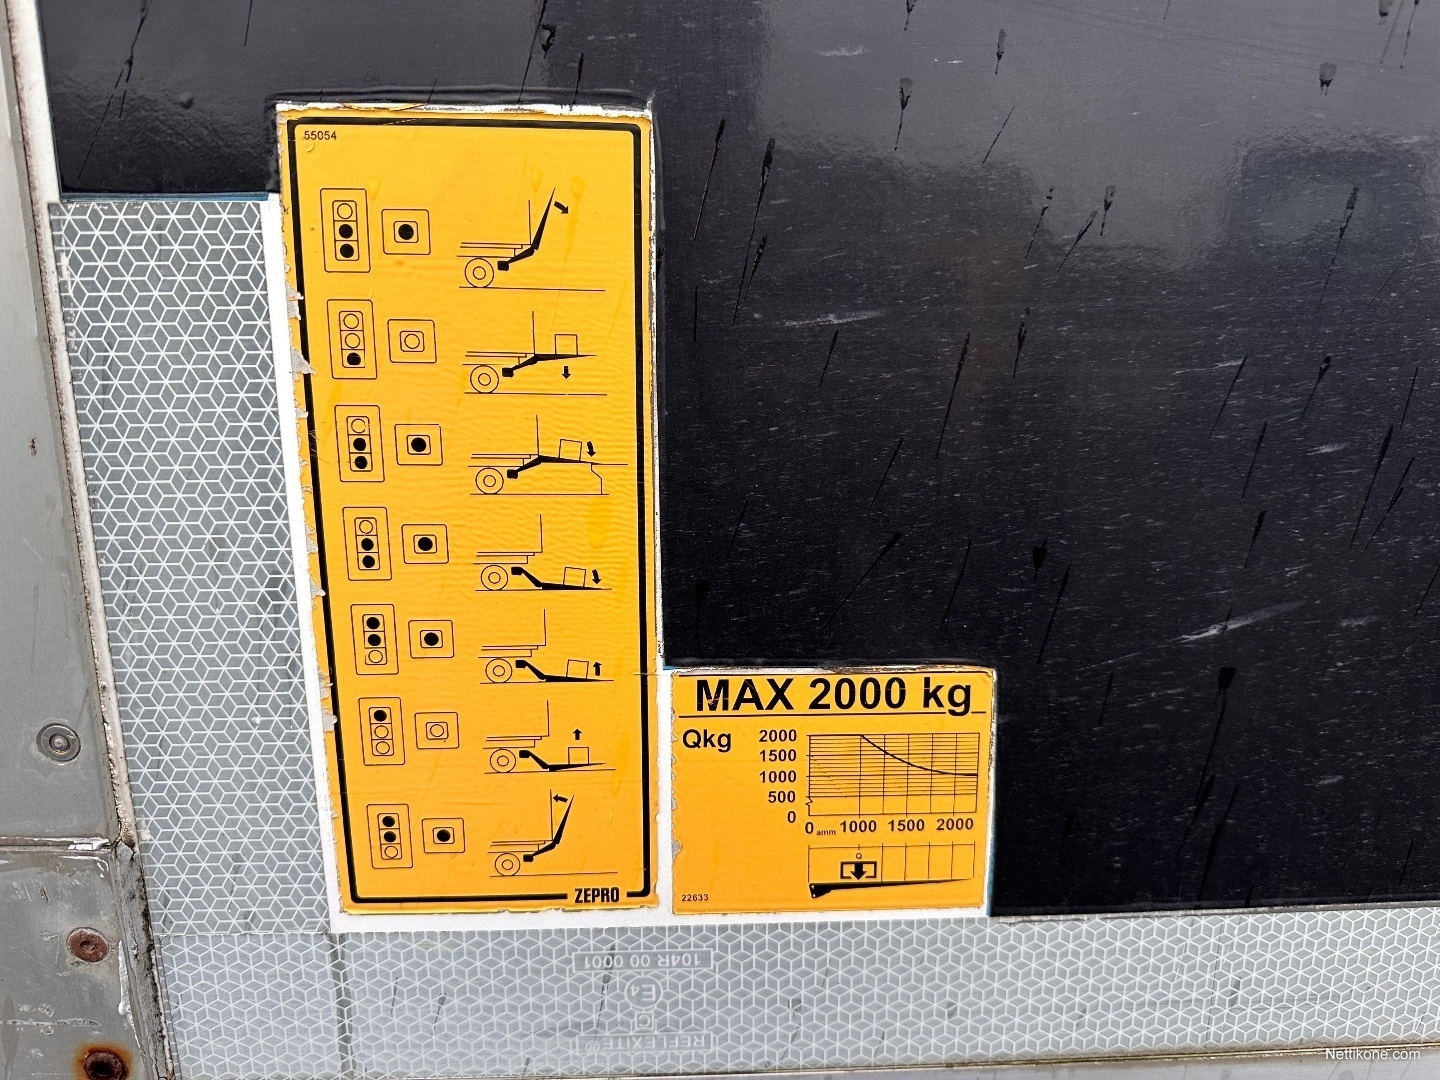 55054
ZEPRO
MAX 2000 kg
Qkg
2000
1500
1000
500
0
0 amm 1000 1500 2000
Q
22633
104R 00 0001
E4
REFLEXITE
Nettikone.com